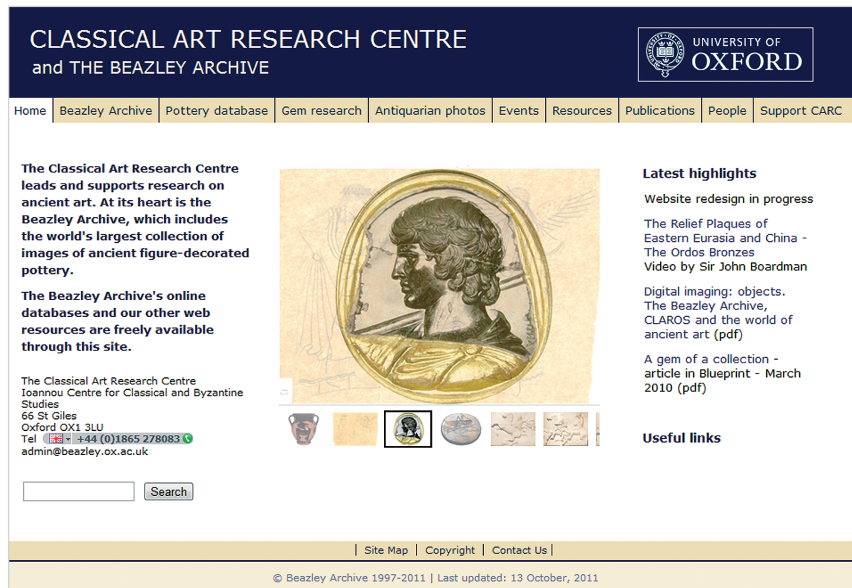 CLASSICAL ART RESEARCH CENTRE
and THE BEAZLEY ARCHIVE
UNIVERSITY OF
OXFORD
Home
Beazley Archive
Pottery database
Gem research
Antiquarian photos
Events
Resources
Publications
People
Support CARC
The Classical Art Research Centre
leads and supports research on
ancient art. At its heart is the
Beazley Archive, which includes
the world's largest collection of
images of ancient figure-decorated
pottery.
The Beazley Archive's online
databases and our other web
resources are freely available
through this site.
The Classical Art Research Centre
Ioannou Centre for Classical and Byzantine
Studies
66 St Giles
Oxford OX1 3LU
Tel +44 (0)1865 278083
admin@beazley.ox.ac.uk
Search
Latest highlights
Website redesign in progress
The Relief Plaques of
Eastern Eurasia and China -
The Ordos Bronzes
Video by Sir John Boardman
Digital imaging: objects.
The Beazley Archive,
CLAROS and the world of
ancient art (pdf)
A gem of a collection -
article in Blueprint - March
2010 (pdf)
Useful links
| Site Map | Copyright | Contact Us |
© Beazley Archive 1997-2011 | Last updated: 13 October, 2011